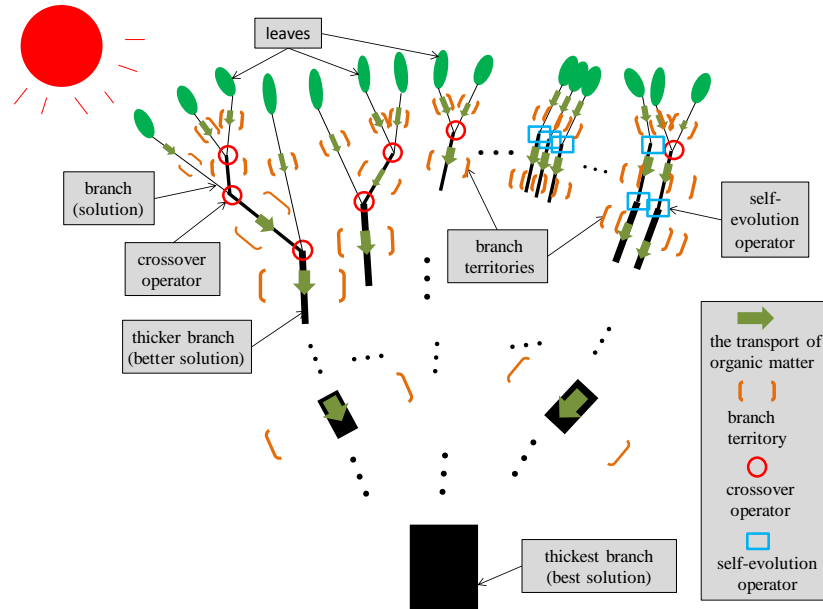 leaves
branch
(solution)
crossover
operator
thicker branch
(better solution)
branch
territories
self-
evolution
operator
the transport of
organic matter
branch
territory
crossover
operator
self-evolution
operator
thickest branch
(best solution)